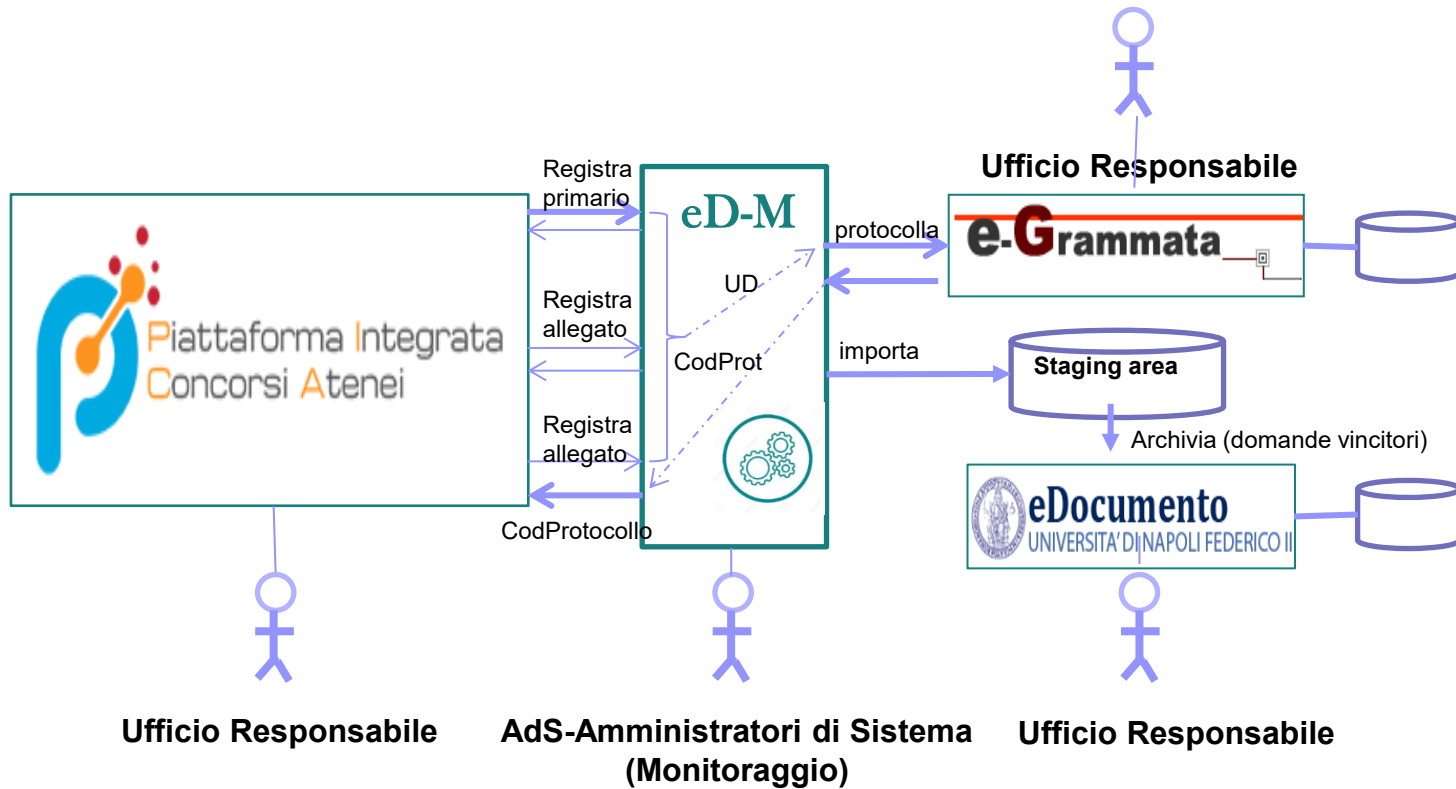 Ufficio Responsabile
Registra
primario
eD-M
protocolla
e-Grammata
UD
Piattaforma Integrata
Concorsi Atenei
Registra
allegato
CodProt
importa
Staging area
Registra
allegato
Archivia (domande vincitori)
eDocumento
UNIVERSITA' DI NAPOLI FEDERICO II
CodProtocollo
Ufficio Responsabile
AdS-Amministratori di Sistema
(Monitoraggio)
Ufficio Responsabile